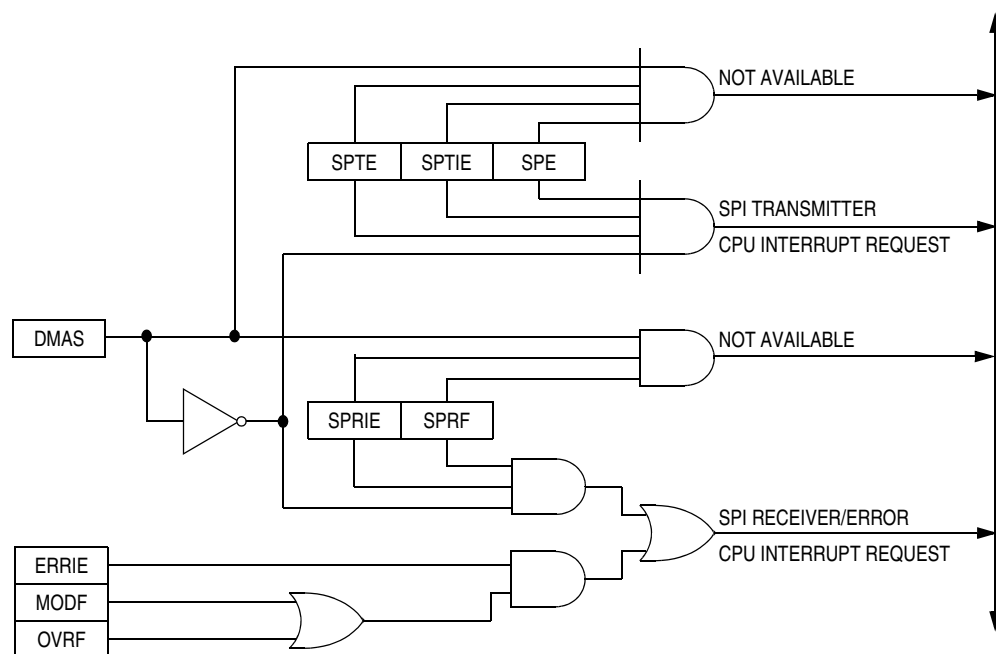 NOT AVAILABLE
SPTE SPTIE SPE
SPI TRANSMITTER
CPU INTERRUPT REQUEST
DMAS
NOT AVAILABLE
SPRIE SPRF
SPI RECEIVER/ERROR
CPU INTERRUPT REQUEST
ERRIE
MODF
OVRF